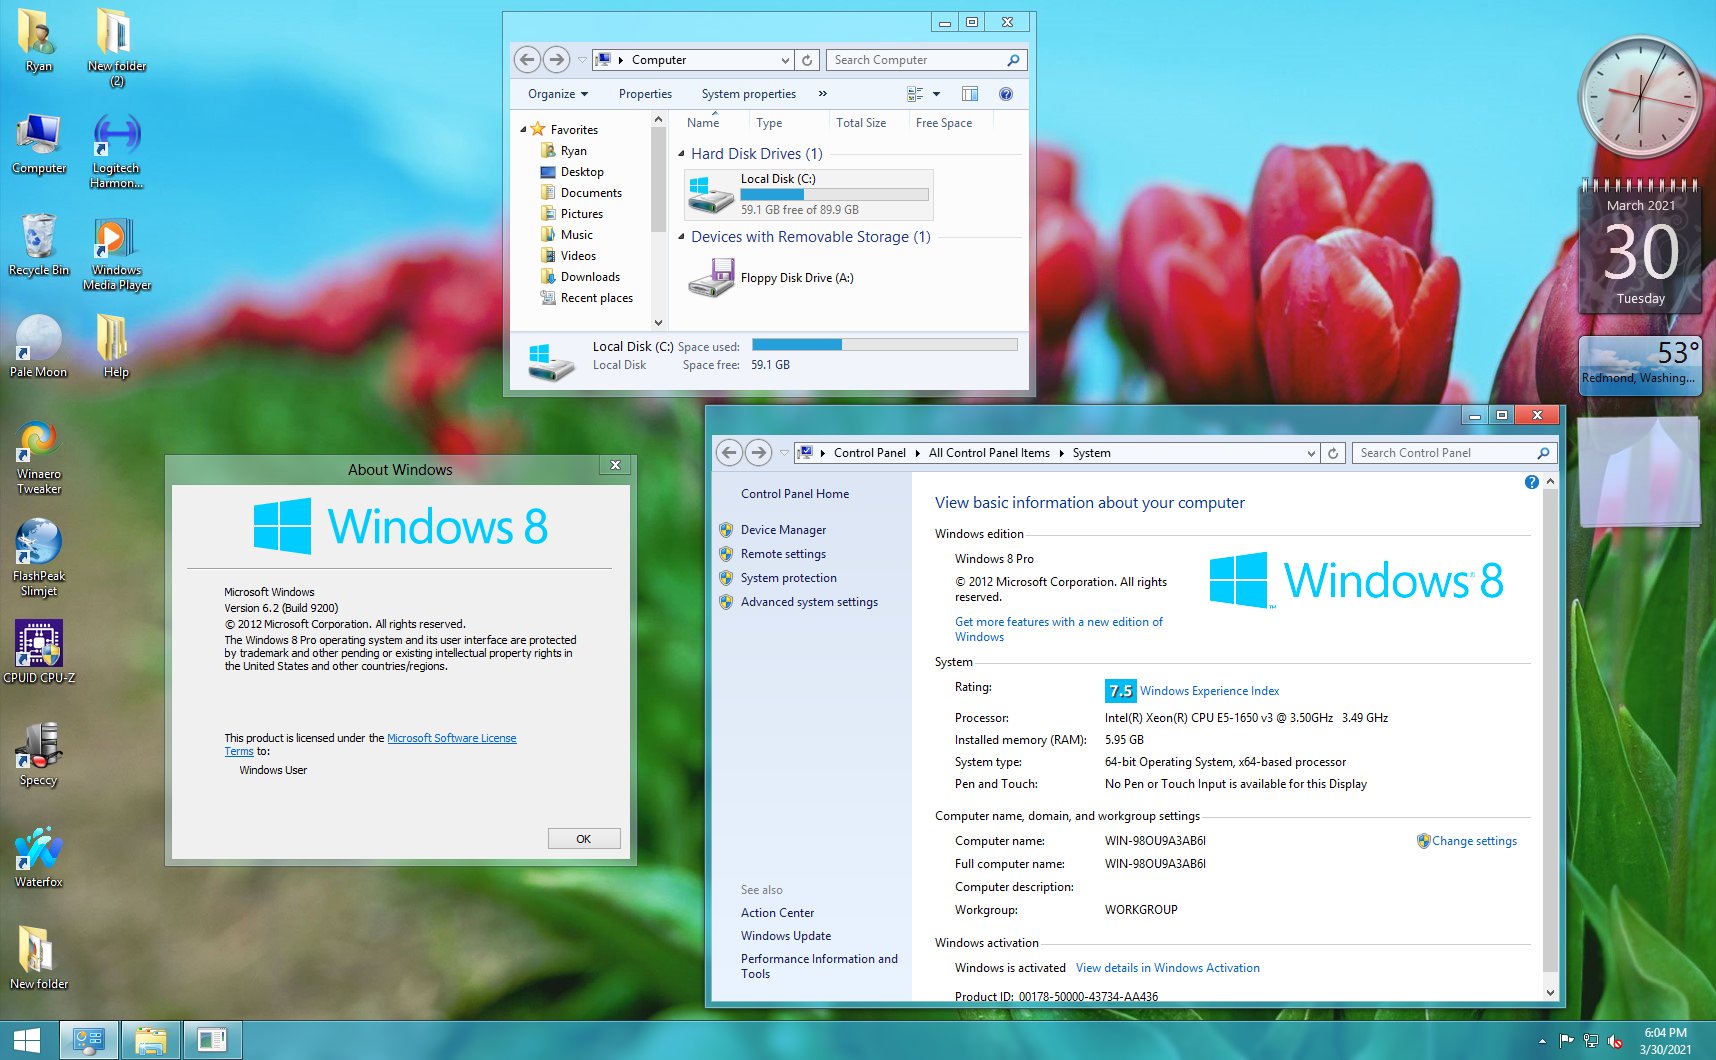 Ryan
New folder
(2)
Computer
Logitech
Harmon...
Recycle Bin
Windows
Media Player
Pale Moon
Help
Winaero
Tweaker
FlashPeak
Slimjet
CPUID CPU-Z
Speccy
Waterfox
New folder
Computer
Search Computer
Organize
Properties
System properties
»
Name
Type
Total Size
Free Space
Favorites
Ryan
Desktop
Documents
Pictures
Music
Videos
Downloads
Recent places
Hard Disk Drives (1)
Local Disk (C:)
59.1 GB free of 89.9 GB
Devices with Removable Storage (1)
Floppy Disk Drive (A:)
Local Disk (C:) Space used:
Local Disk Space free: 59.1 GB
March 2021
30
Tuesday
53°
Redmond, Washing...
About Windows
Windows 8
Microsoft Windows
Version 6.2 (Build 9200)
© 2012 Microsoft Corporation. All rights reserved.
The Windows 8 Pro operating system and its user interface are protected
by trademark and other pending or existing intellectual property rights in
the United States and other countries/regions.
This product is licensed under the Microsoft Software License
Terms to:
Windows User
OK
Control Panel
All Control Panel Items
System
Search Control Panel
Control Panel Home
Device Manager
Remote settings
System protection
Advanced system settings
See also
Action Center
Windows Update
Performance Information and
Tools
View basic information about your computer
Windows edition
Windows 8 Pro
© 2012 Microsoft Corporation. All rights
reserved.
Get more features with a new edition of
Windows
Windows® 8
System
Rating: 7.5 Windows Experience Index
Processor: Intel(R) Xeon(R) CPU E5-1650 v3 @ 3.50GHz 3.49 GHz
Installed memory (RAM): 5.95 GB
System type: 64-bit Operating System, x64-based processor
Pen and Touch: No Pen or Touch Input is available for this Display
Computer name, domain, and workgroup settings
Computer name: WIN-98OU9A3AB6I
Change settings
Full computer name: WIN-98OU9A3AB6I
Computer description:
Workgroup: WORKGROUP
Windows activation
Windows is activated View details in Windows Activation
Product ID: 00178-50000-43734-AA436
6:04 PM
3/30/2021